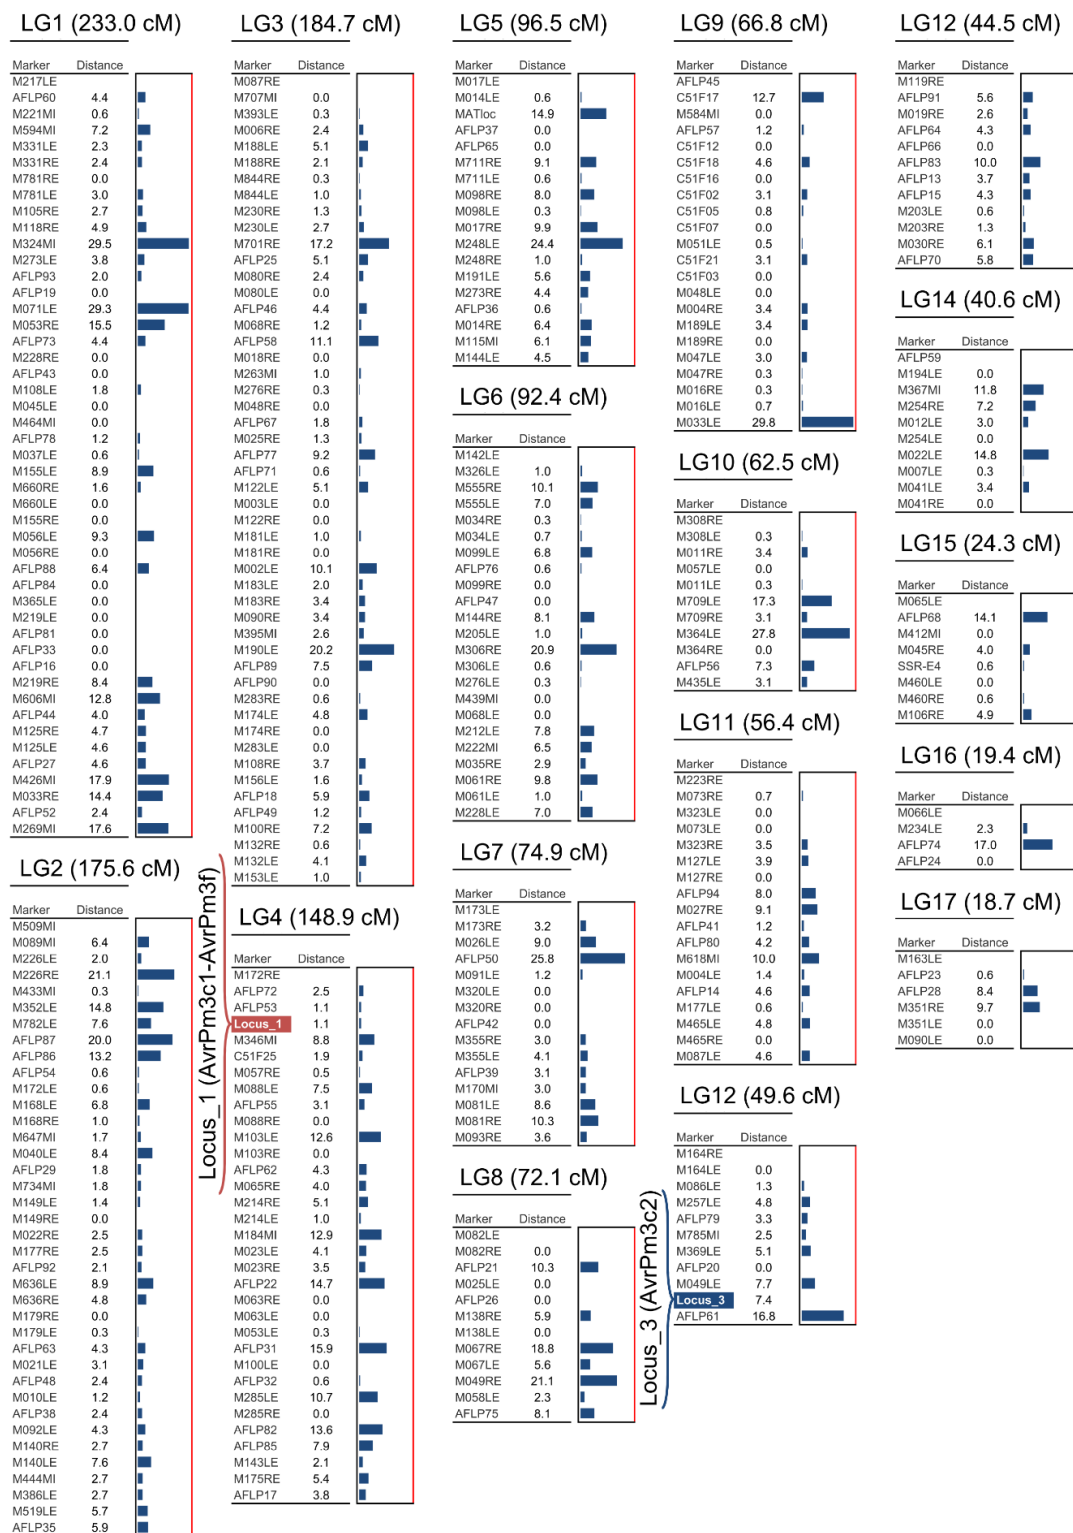 LG1 (233.0 cM)
Marker Distance
M217LE
AFLP60 4.4
M221MI 0.6
M594MI 7.2
M331LE 2.3
M331RE 2.4
M781RE 0.0
M781LE 3.0
M105RE 2.7
M118RE 4.9
M324MI 29.5
M273LE 3.8
AFLP93 2.0
AFLP19 0.0
M071LE 29.3
M053RE 15.5
AFLP73 4.4
M228RE 0.0
AFLP43 0.0
M108LE 1.8
M045LE 0.0
M464MI 0.0
AFLP78 1.2
M037LE 0.6
M155LE 8.9
M660RE 1.6
M660LE 0.0
M155RE 0.0
M056LE 9.3
M056RE 0.0
AFLP88 6.4
AFLP84 0.0
M365LE 0.0
M219LE 0.0
AFLP81 0.0
AFLP33 0.0
AFLP16 0.0
M219RE 8.4
M606MI 12.8
AFLP44 4.0
M125RE 4.7
M125LE 4.6
AFLP27 4.6
M426MI 17.9
M033RE 14.4
AFLP52 2.4
M269MI 17.6
LG2 (175.6 cM)
Marker Distance
M509MI
M089MI 6.4
M226LE 2.0
M226RE 21.1
M433MI 0.3
M352LE 14.8
M782LE 7.6
AFLP87 20.0
AFLP86 13.2
AFLP54 0.6
M172LE 0.6
M168LE 6.8
M168RE 1.0
M647MI 1.7
M040LE 8.4
AFLP29 1.8
M734MI 1.8
M149LE 1.4
M149RE 0.0
M022RE 2.5
M177RE 2.5
AFLP92 2.1
M636LE 8.9
M636RE 4.8
M179RE 0.0
M179LE 0.3
AFLP63 4.3
M021LE 3.1
AFLP48 2.4
M010LE 1.2
AFLP38 2.4
M092LE 4.3
M140RE 2.7
M140LE 7.6
M444MI 2.7
M386LE 2.7
M519LE 5.7
AFLP35 5.9
LG3 (184.7 cM)
Marker Distance
M087RE
M707MI 0.0
M393LE 0.3
M006RE 2.4
M188LE 5.1
M188RE 2.1
M844RE 0.3
M844LE 1.0
M230RE 1.3
M230LE 2.7
M701RE 17.2
AFLP25 5.1
M080RE 2.4
M080LE 0.0
AFLP46 4.4
M068RE 1.2
AFLP58 11.1
M018RE 0.0
M263MI 1.0
M276RE 0.3
M048RE 0.0
AFLP67 1.8
M025RE 1.3
AFLP77 9.2
AFLP71 0.6
M122LE 5.1
M003LE 0.0
M122RE 0.0
M181LE 1.0
M181RE 0.0
M002LE 10.1
M183LE 2.0
M183RE 3.4
M090RE 3.4
M395MI 2.6
M190LE 20.2
AFLP89 7.5
AFLP90 0.0
M283RE 0.6
M174LE 4.8
M174RE 0.0
M283LE 0.0
M108RE 3.7
M156LE 1.6
AFLP18 5.9
AFLP49 1.2
M100RE 7.2
M132RE 0.6
M132LE 4.1
M153LE 1.0
Locus_1 (AvrPm3c1-AvrPm3f)
LG4 (148.9 cM)
Marker Distance
M172RE
AFLP72 2.5
AFLP53 1.1
Locus_1 1.1
M346MI 8.8
C51F25 1.9
M057RE 0.5
M088LE 7.5
AFLP55 3.1
M088RE 0.0
M103LE 12.6
M103RE 0.0
AFLP62 4.3
M065RE 4.0
M214RE 5.1
M214LE 1.0
M184MI 12.9
M023LE 4.1
M023RE 3.5
AFLP22 14.7
M063RE 0.0
M063LE 0.0
M053LE 0.3
AFLP31 15.9
M100LE 0.0
AFLP32 0.6
M285LE 10.7
M285RE 0.0
AFLP82 13.6
AFLP85 7.9
M143LE 2.1
M175RE 5.4
AFLP17 3.8
LG5 (96.5 cM)
Marker Distance
M017LE
M014LE 0.6
MATloc 14.9
AFLP37 0.0
AFLP65 0.0
M711RE 9.1
M711LE 0.6
M098RE 8.0
M098LE 0.3
M017RE 9.9
M248LE 24.4
M248RE 1.0
M191LE 5.6
M273RE 4.4
AFLP36 0.6
M014RE 6.4
M115MI 6.1
M144LE 4.5
LG6 (92.4 cM)
Marker Distance
M142LE
M326LE 1.0
M555RE 10.1
M555LE 7.0
M034RE 0.3
M034LE 0.7
M099LE 6.8
AFLP76 0.6
M099RE 0.0
AFLP47 0.0
M144RE 8.1
M205LE 1.0
M306RE 20.9
M306LE 0.6
M276LE 0.3
M439MI 0.0
M068LE 0.0
M212LE 7.8
M222MI 6.5
M035RE 2.9
M061RE 9.8
M061LE 1.0
M228LE 7.0
LG7 (74.9 cM)
Marker Distance
M173LE
M173RE 3.2
M026LE 9.0
AFLP50 25.8
M091LE 1.2
M320LE 0.0
M320RE 0.0
AFLP42 0.0
M355RE 3.0
M355LE 4.1
AFLP39 3.1
M170MI 3.0
M081LE 8.6
M081RE 10.3
M093RE 3.6
LG8 (72.1 cM)
Marker Distance
M082LE
M082RE 0.0
AFLP21 10.3
M025LE 0.0
AFLP26 0.0
M138RE 5.9
M138LE 0.0
M067RE 18.8
M067LE 5.6
M049RE 21.1
M058LE 2.3
AFLP75 8.1
LG9 (66.8 cM)
Marker Distance
AFLP45
C51F17 12.7
M584MI 0.0
AFLP57 1.2
C51F12 0.0
C51F18 4.6
C51F16 0.0
C51F02 3.1
C51F05 0.8
C51F07 0.0
M051LE 0.5
C51F21 3.1
C51F03 0.0
M048LE 0.0
M004RE 3.4
M189LE 3.4
M189RE 0.0
M047LE 3.0
M047RE 0.3
M016RE 0.3
M016LE 0.7
M033LE 29.8
LG10 (62.5 cM)
Marker Distance
M308RE
M308LE 0.3
M011RE 3.4
M057LE 0.0
M011LE 0.3
M709LE 17.3
M709RE 3.1
M364LE 27.8
M364RE 0.0
AFLP56 7.3
M435LE 3.1
LG11 (56.4 cM)
Marker Distance
M223RE
M073RE 0.7
M323LE 0.0
M073LE 0.0
M323RE 3.5
M127LE 3.9
M127RE 0.0
AFLP94 8.0
M027RE 9.1
AFLP41 1.2
AFLP80 4.2
M618MI 10.0
M004LE 1.4
AFLP14 4.6
M177LE 0.6
M465LE 4.8
M465RE 0.0
M087LE 4.6
Locus_3 (AvrPm3c2)
LG12 (49.6 cM)
Marker Distance
M164RE
M164LE 0.0
M086LE 1.3
M257LE 4.8
AFLP79 3.3
M785MI 2.5
M369LE 5.1
AFLP20 0.0
M049LE 7.7
Locus_3 7.4
AFLP61 16.8
LG12 (44.5 cM)
Marker Distance
M119RE
AFLP91 5.6
M019RE 2.6
AFLP64 4.3
AFLP66 0.0
AFLP83 10.0
AFLP13 3.7
AFLP15 4.3
M203LE 0.6
M203RE 1.3
M030RE 6.1
AFLP70 5.8
LG14 (40.6 cM)
Marker Distance
AFLP59
M194LE 0.0
M367MI 11.8
M254RE 7.2
M012LE 3.0
M254LE 0.0
M022LE 14.8
M007LE 0.3
M041LE 3.4
M041RE 0.0
LG15 (24.3 cM)
Marker Distance
M065LE
AFLP68 14.1
M412MI 0.0
M045RE 4.0
SSR-E4 0.6
M460LE 0.0
M460RE 0.6
M106RE 4.9
LG16 (19.4 cM)
Marker Distance
M066LE
M234LE 2.3
AFLP74 17.0
AFLP24 0.0
LG17 (18.7 cM)
Marker Distance
M163LE
AFLP23 0.6
AFLP28 8.4
M351RE 9.7
M351LE 0.0
M090LE 0.0